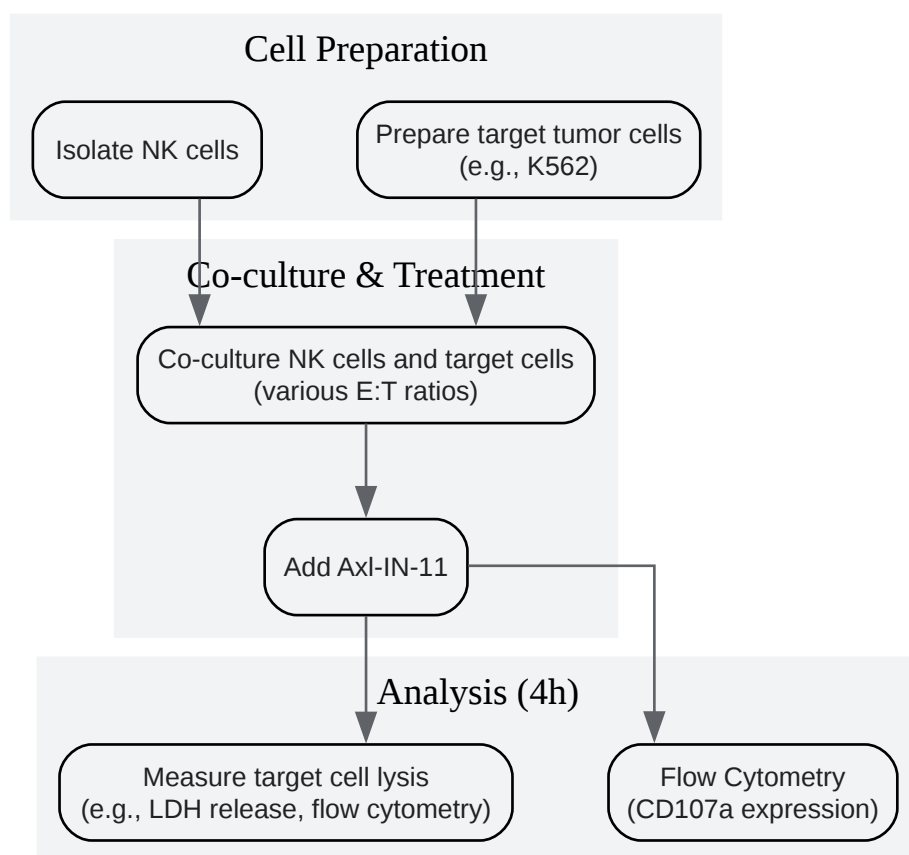 Cell Preparation
Isolate NK cells
Prepare target tumor cells
(e.g., K562)
Co-culture & Treatment
Co-culture NK cells and target cells
(various E:T ratios)
Add Axl-IN-11
Analysis (4h)
Measure target cell lysis
(e.g., LDH release, flow cytometry)
Flow Cytometry
(CD107a expression)